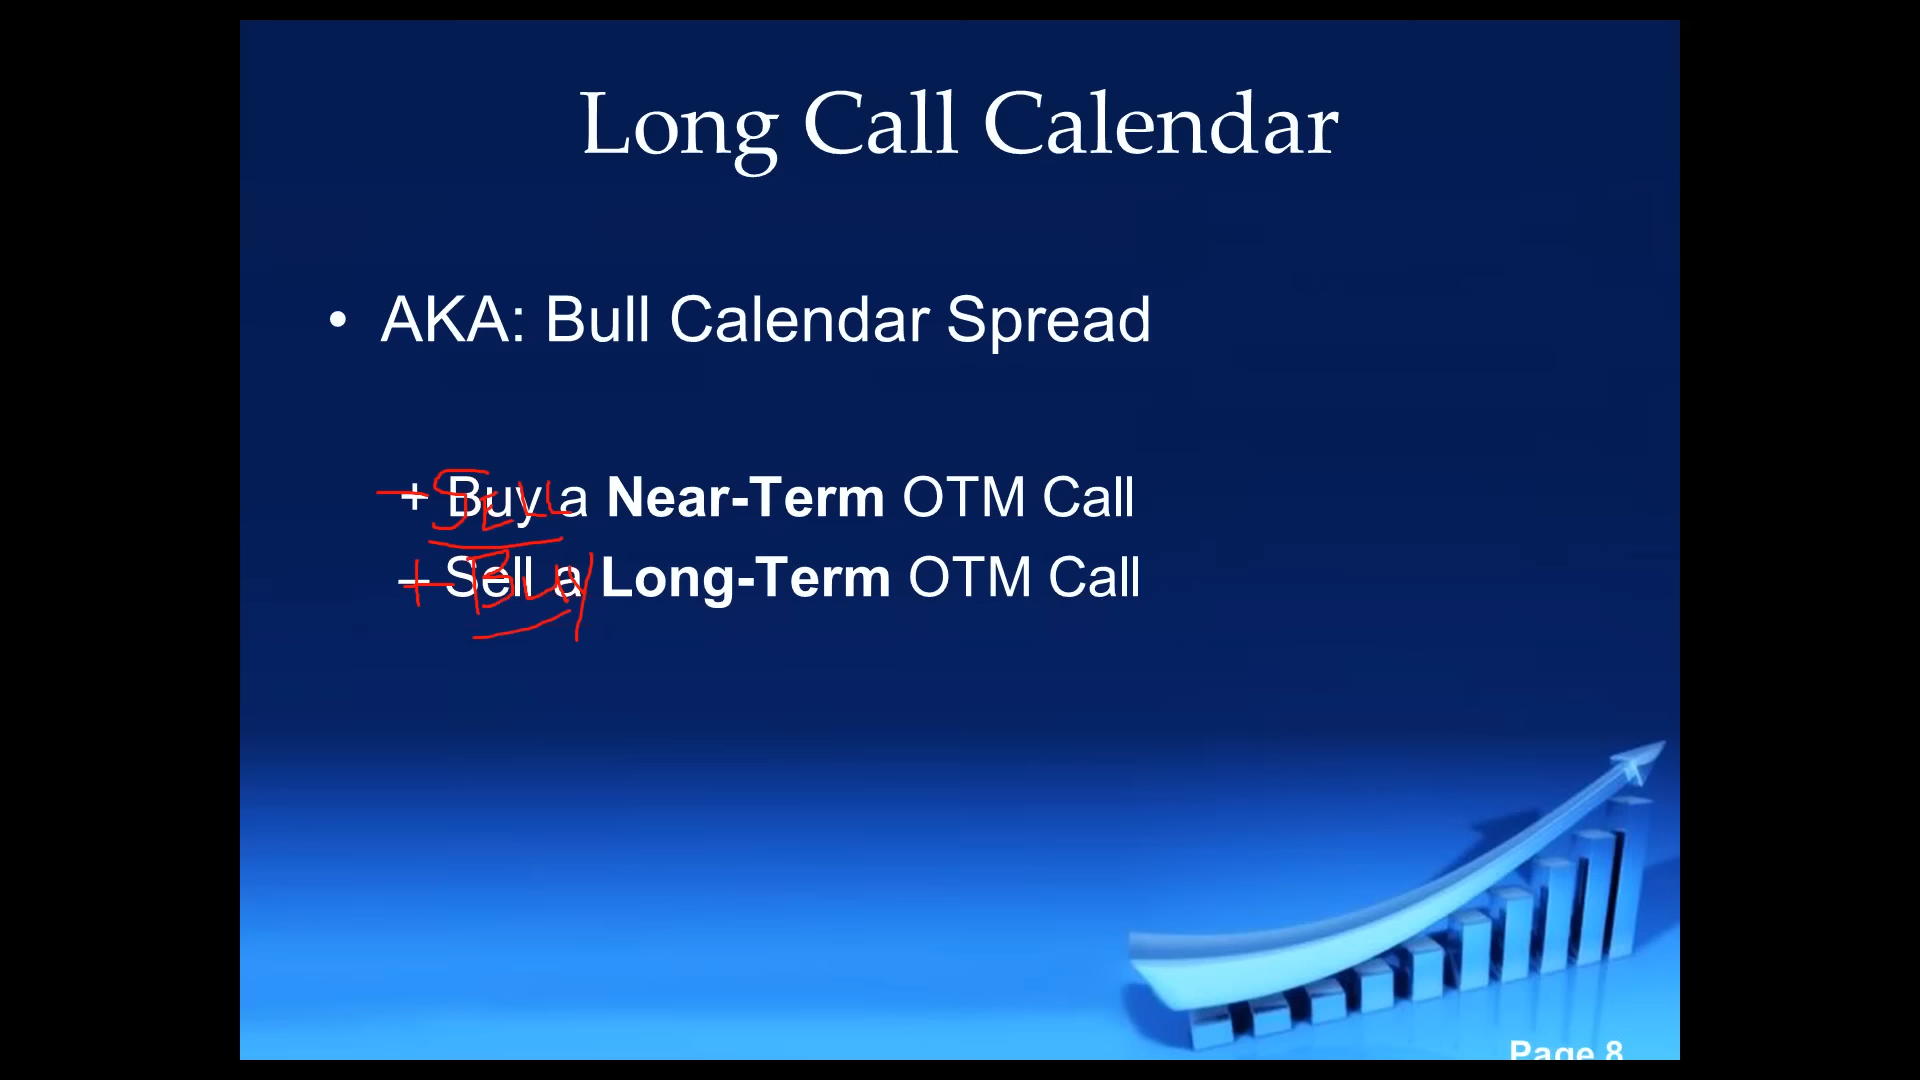 Long Call Calendar
• AKA: Bull Calendar Spread
+ Buy a Near-Term OTM Call
– SELL
– Sell a Long-Term OTM Call
+ Buy
Page 8